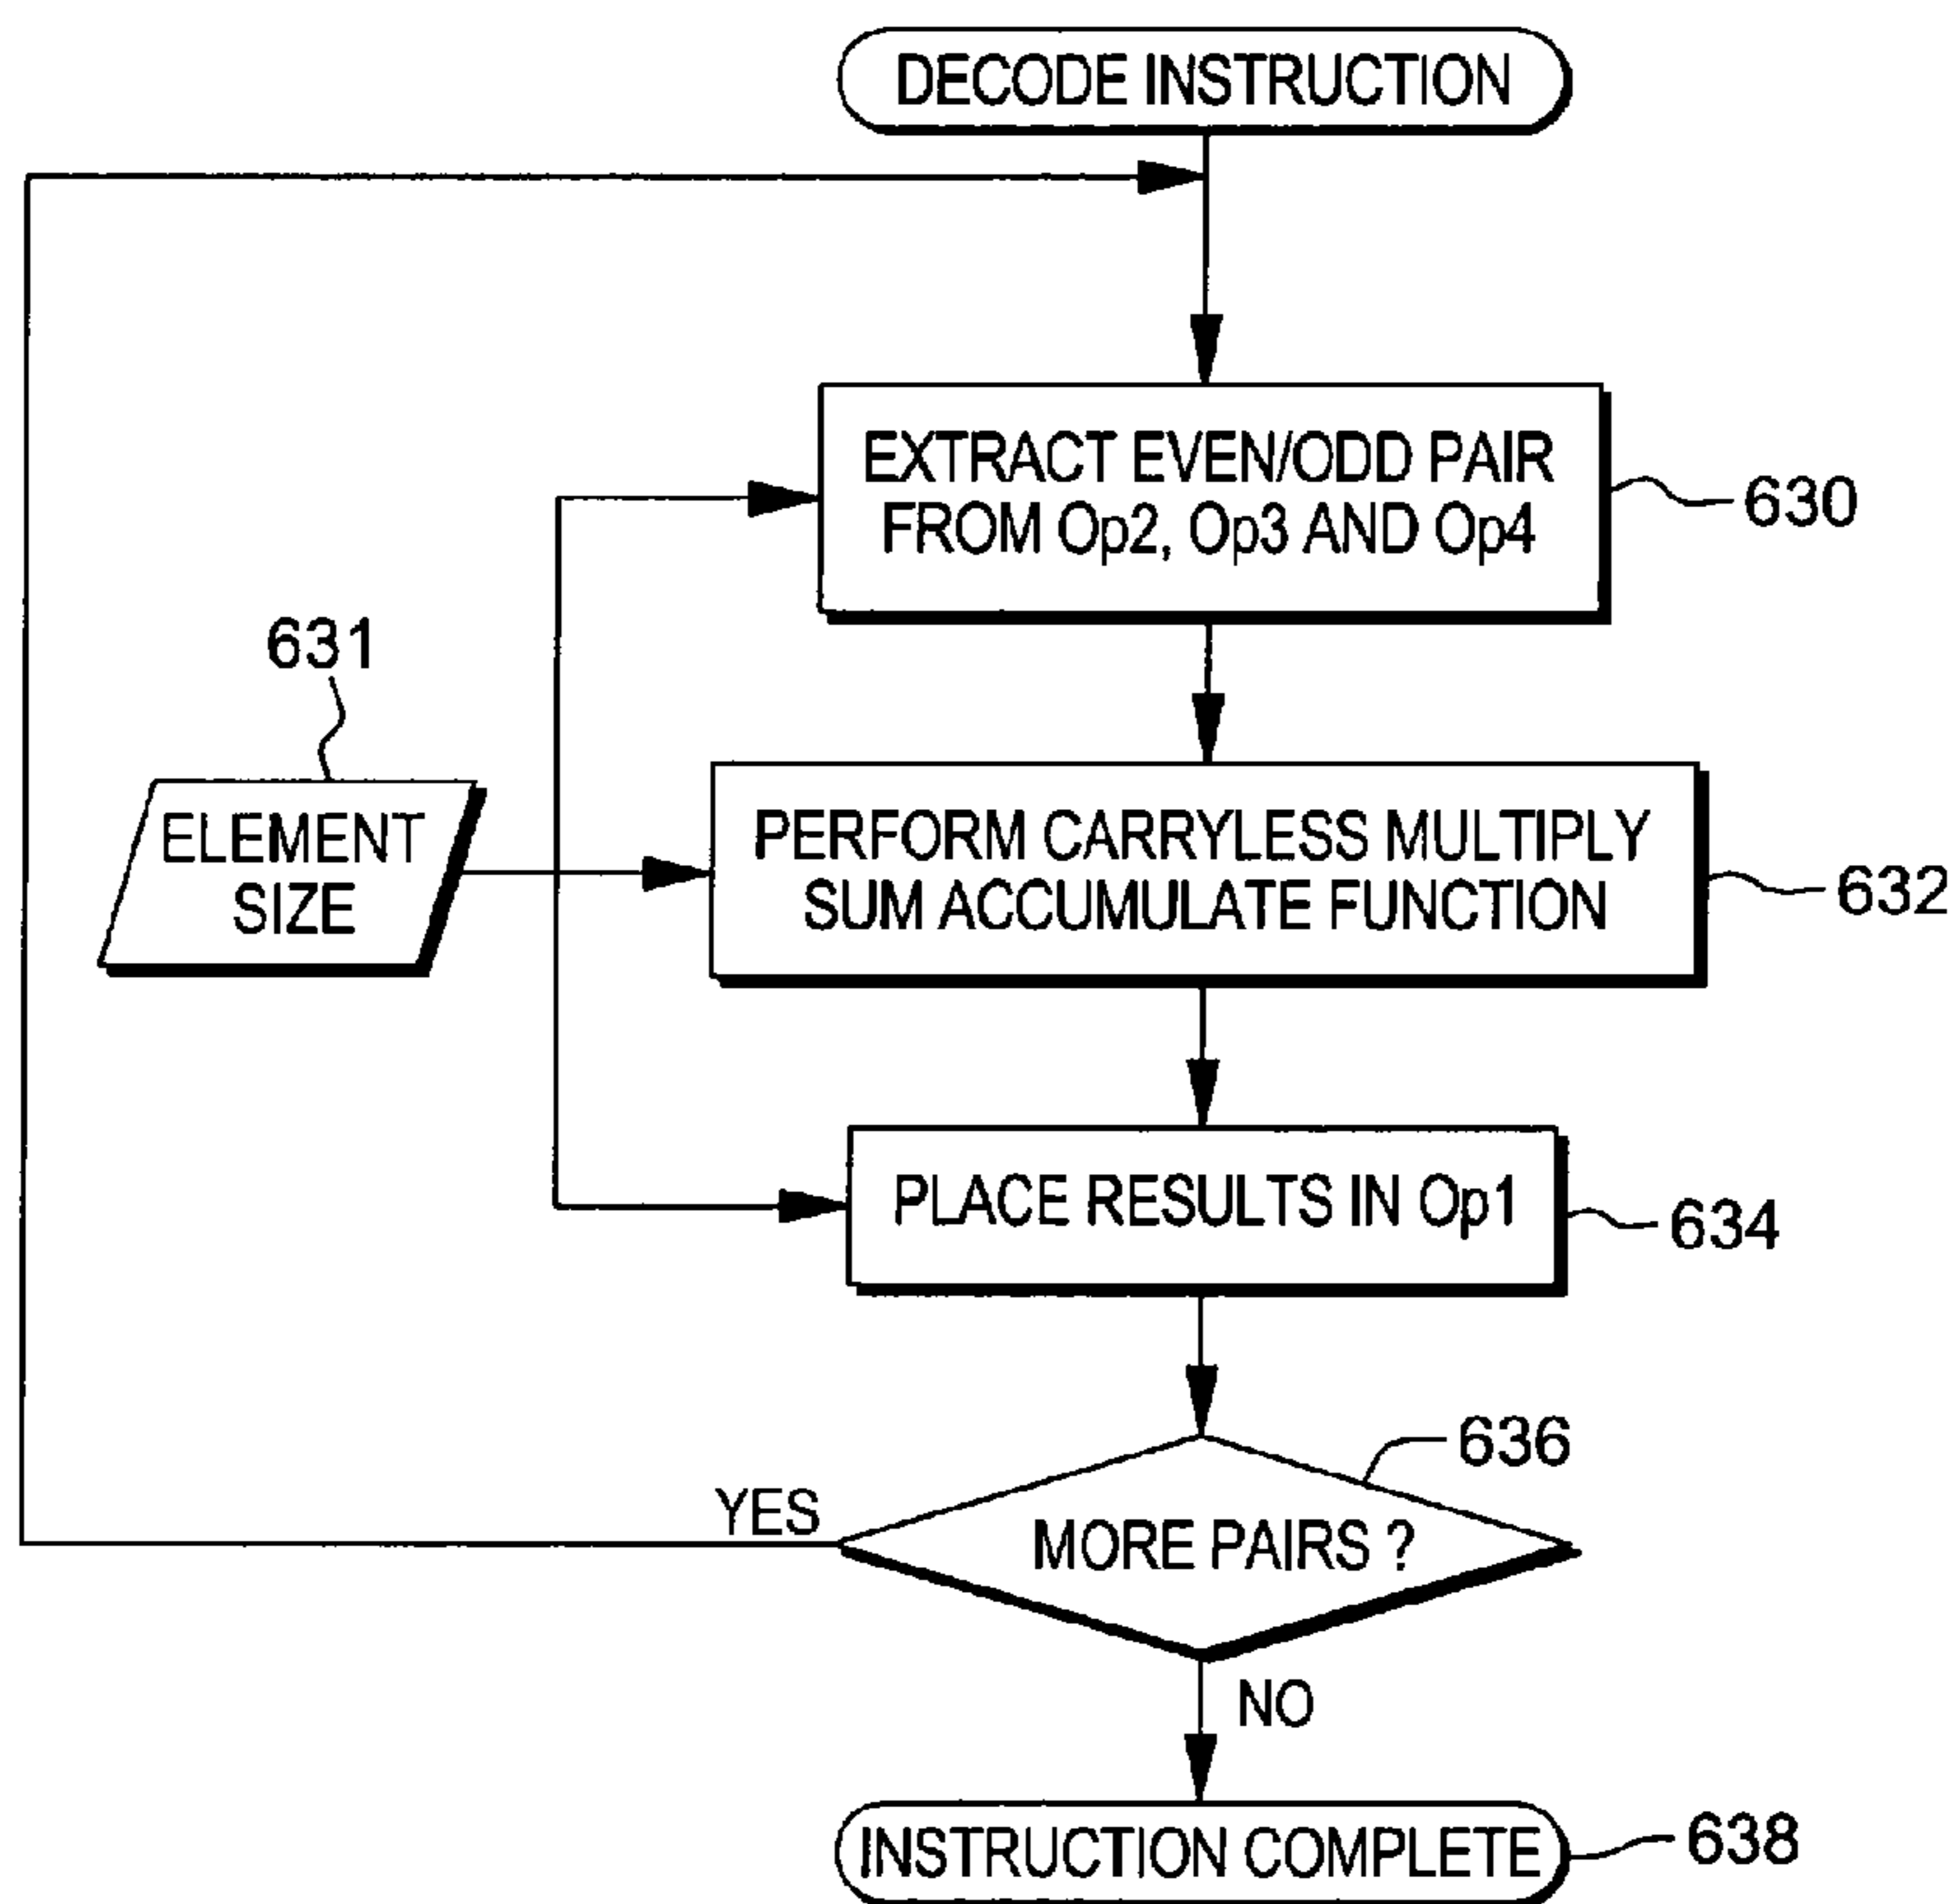 DECODE INSTRUCTION
EXTRACT EVEN/ODD PAIR
FROM Op2, Op3 AND Op4
630
631
ELEMENT
SIZE
PERFORM CARRYLESS MULTIPLY
SUM ACCUMULATE FUNCTION
632
PLACE RESULTS IN Op1
634
636
YES
MORE PAIRS ?
NO
INSTRUCTION COMPLETE
638